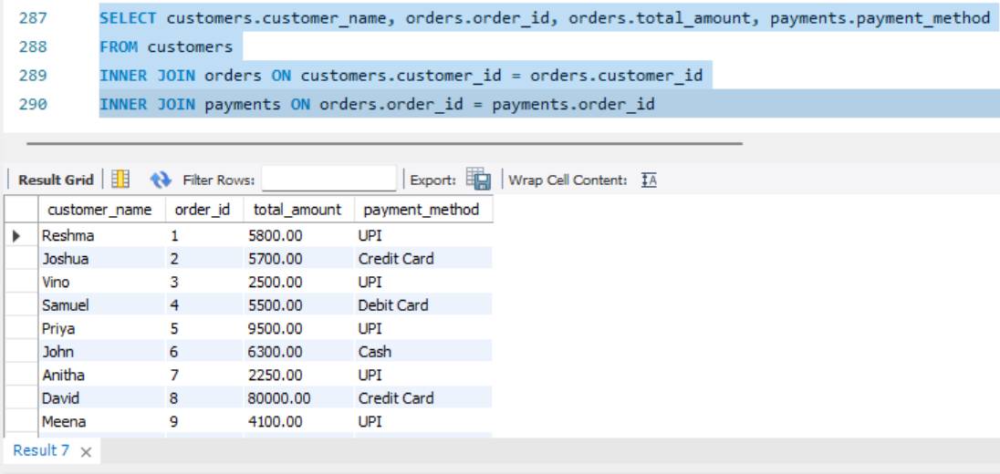 287 SELECT customers.customer_name, orders.order_id, orders.total_amount, payments.payment_method
288 FROM customers
289 INNER JOIN orders ON customers.customer_id = orders.customer_id
290 INNER JOIN payments ON orders.order_id = payments.order_id
Result Grid Filter Rows: Export: Wrap Cell Content: IA
customer_name order_id total_amount payment_method
Reshma 1 5800.00 UPI
Joshua 2 5700.00 Credit Card
Vino 3 2500.00 UPI
Samuel 4 5500.00 Debit Card
Priya 5 9500.00 UPI
John 6 6300.00 Cash
Anitha 7 2250.00 UPI
David 8 80000.00 Credit Card
Meena 9 4100.00 UPI
Result 7 ×